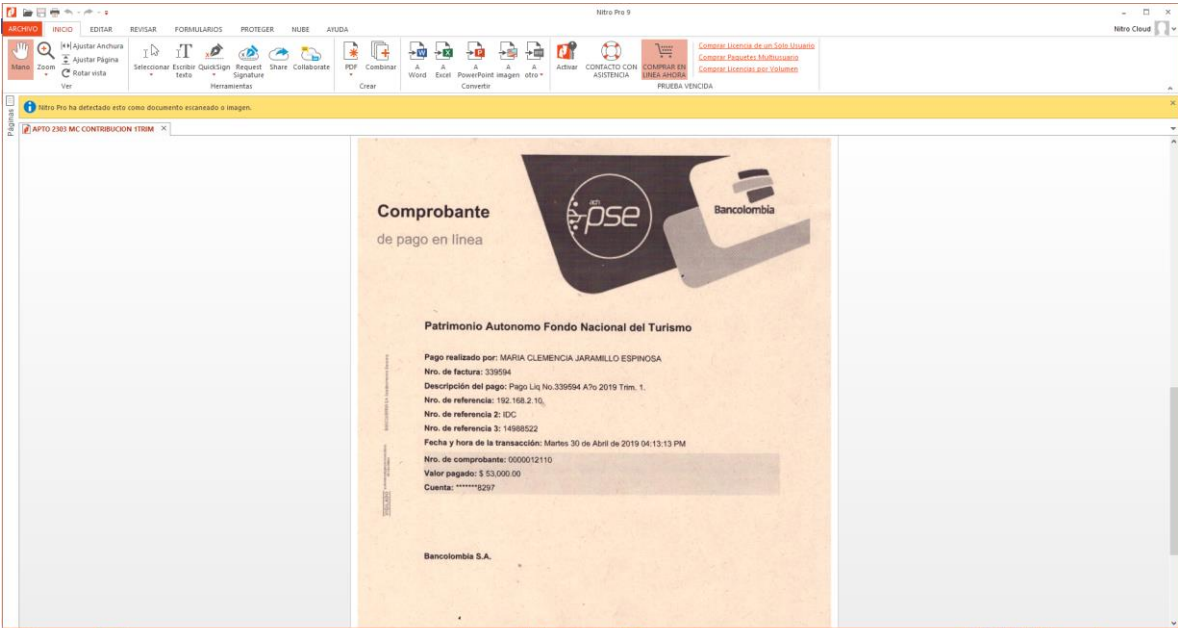 Nitro Pro 9
ARCHIVO INICIO EDITAR REVISAR FORMULARIOS PROTEGER NUBE AYUDA
Nitro Cloud
Mano
Zoom
Ajustar Anchura
Ajustar Página
Rotar vista
Ver
Seleccionar
Escribir texto
QuickSign
Request Signature
Share
Collaborate
Herramientas
PDF
Combinar
Crear
A Word
A Excel
A PowerPoint
A imagen
A otro
Convertir
Activar
CONTACTO CON ASISTENCIA
COMPRAR EN LINEA AHORA
Comprar Licencia de un Solo Usuario
Comprar Paquetes Multiusuario
Comprar Licencias por Volumen
PRUEBA VENCIDA
Nitro Pro ha detectado esto como documento escaneado o imagen.
Páginas
APTO 2303 MC CONTRIBUCION 1TRIM
Comprobante
de pago en línea
ach
pse
Bancolombia
Patrimonio Autonomo Fondo Nacional del Turismo
Pago realizado por: MARIA CLEMENCIA JARAMILLO ESPINOSA
Nro. de factura: 339594
Descripción del pago: Pago Liq No.339594 A?o 2019 Trim. 1.
Nro. de referencia: 192.168.2.10.
Nro. de referencia 2: IDC
Nro. de referencia 3: 14988522
Fecha y hora de la transacción: Martes 30 de Abril de 2019 04:13:13 PM
Nro. de comprobante: 0000012110
Valor pagado: $ 53,000.00
Cuenta: *******8297
Bancolombia S.A.